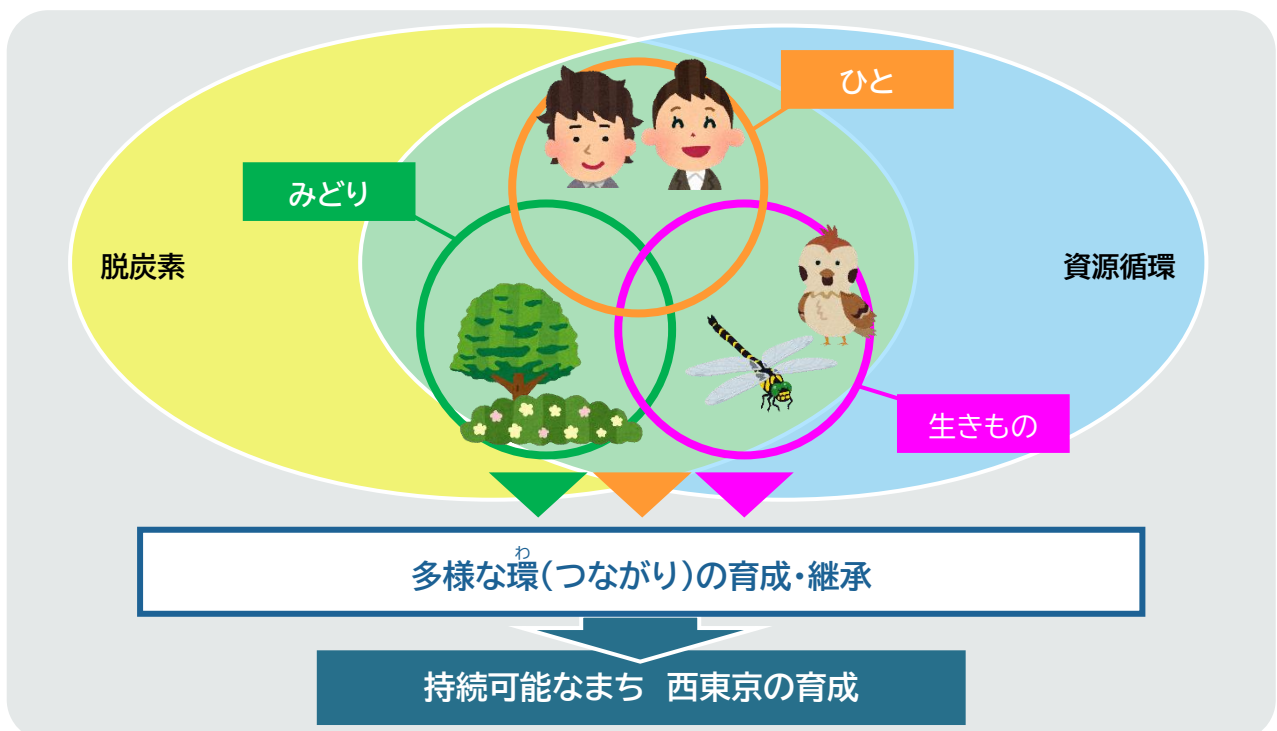 ひと
みどり
脱炭素
資源循環
生きもの
わ
多様な環(つながり)の育成・継承
持続可能なまち　西東京の育成